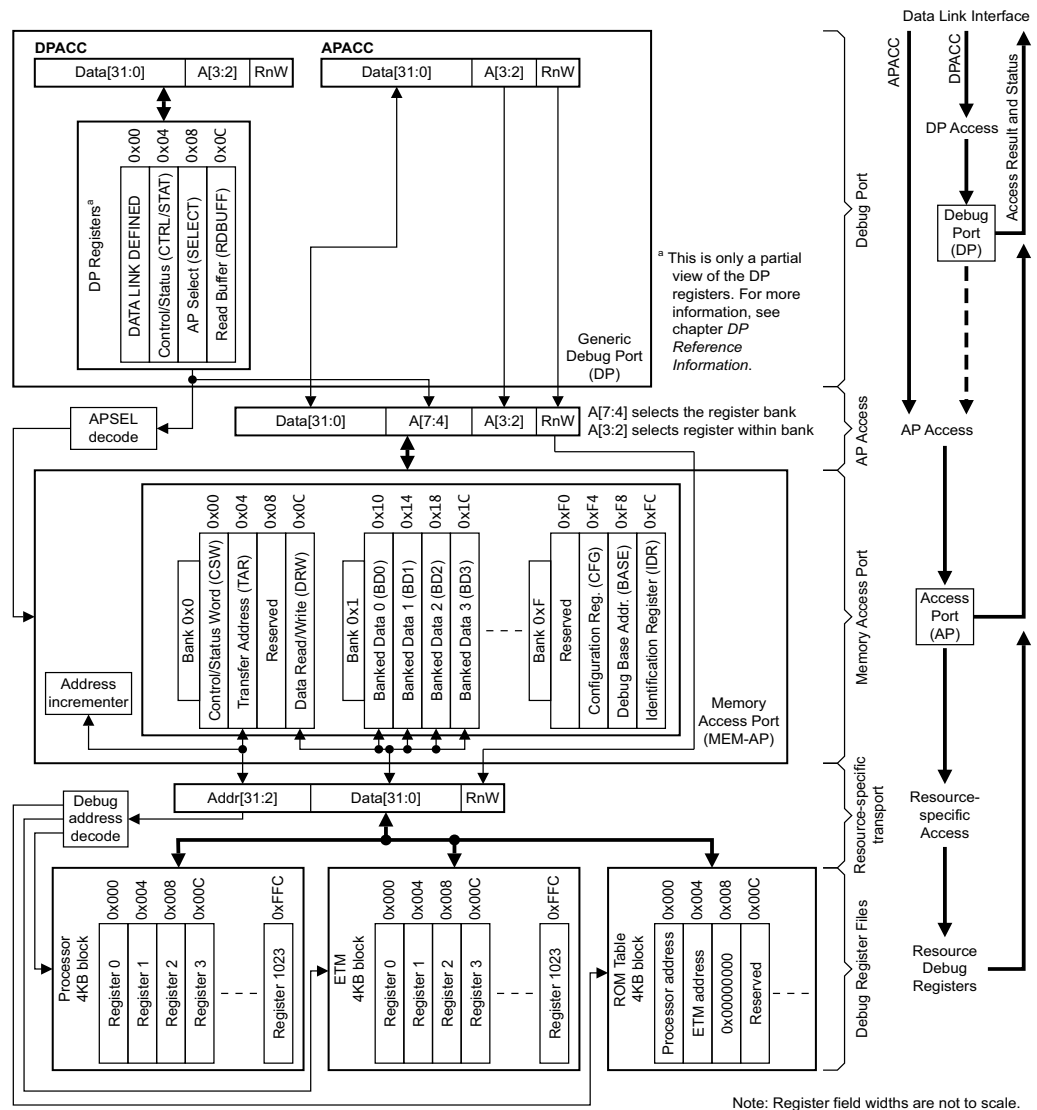 Data Link Interface
DPACC
Data[31:0] A[3:2] RnW
APACC
Data[31:0] A[3:2] RnW
DP Registersa
0x00 0x04 0x08 0x0C
DATA LINK DEFINED
Control/Status (CTRL/STAT)
AP Select (SELECT)
Read Buffer (RDBUFF)
Generic
Debug Port
(DP)
a This is only a partial
view of the DP
registers. For more
information, see
chapter DP
Reference
Information.
Debug Port
APACC
DPACC
Access Result and Status
DP Access
Debug
Port
(DP)
APSEL
decode
Data[31:0] A[7:4] A[3:2] RnW
A[7:4] selects the register bank
A[3:2] selects register within bank
AP Access
AP Access
Bank 0x0
0x00 0x04 0x08 0x0C
Control/Status Word (CSW)
Transfer Address (TAR)
Reserved
Data Read/Write (DRW)
Bank 0x1
0x10 0x14 0x18 0x1C
Banked Data 0 (BD0)
Banked Data 1 (BD1)
Banked Data 2 (BD2)
Banked Data 3 (BD3)
Bank 0xF
0xF0 0xF4 0xF8 0xFC
Reserved
Configuration Reg. (CFG)
Debug Base Addr. (BASE)
Identification Register (IDR)
Address
incrementer
Memory
Access Port
(MEM-AP)
Memory Access Port
Access
Port
(AP)
Debug
address
decode
Addr[31:2] Data[31:0] RnW
Resource-specific
transport
Resource-
specific
Access
Processor
4KB block
0x000 0x004 0x008 0x00C 0xFFC
Register 0
Register 1
Register 2
Register 3
Register 1023
ETM
4KB block
0x000 0x004 0x008 0x00C 0xFFC
Register 0
Register 1
Register 2
Register 3
Register 1023
ROM Table
4KB block
0x000 0x004 0x008 0x00C
Processor address
ETM address
0x00000000
Reserved
Debug Register Files
Resource
Debug
Registers
Note: Register field widths are not to scale.